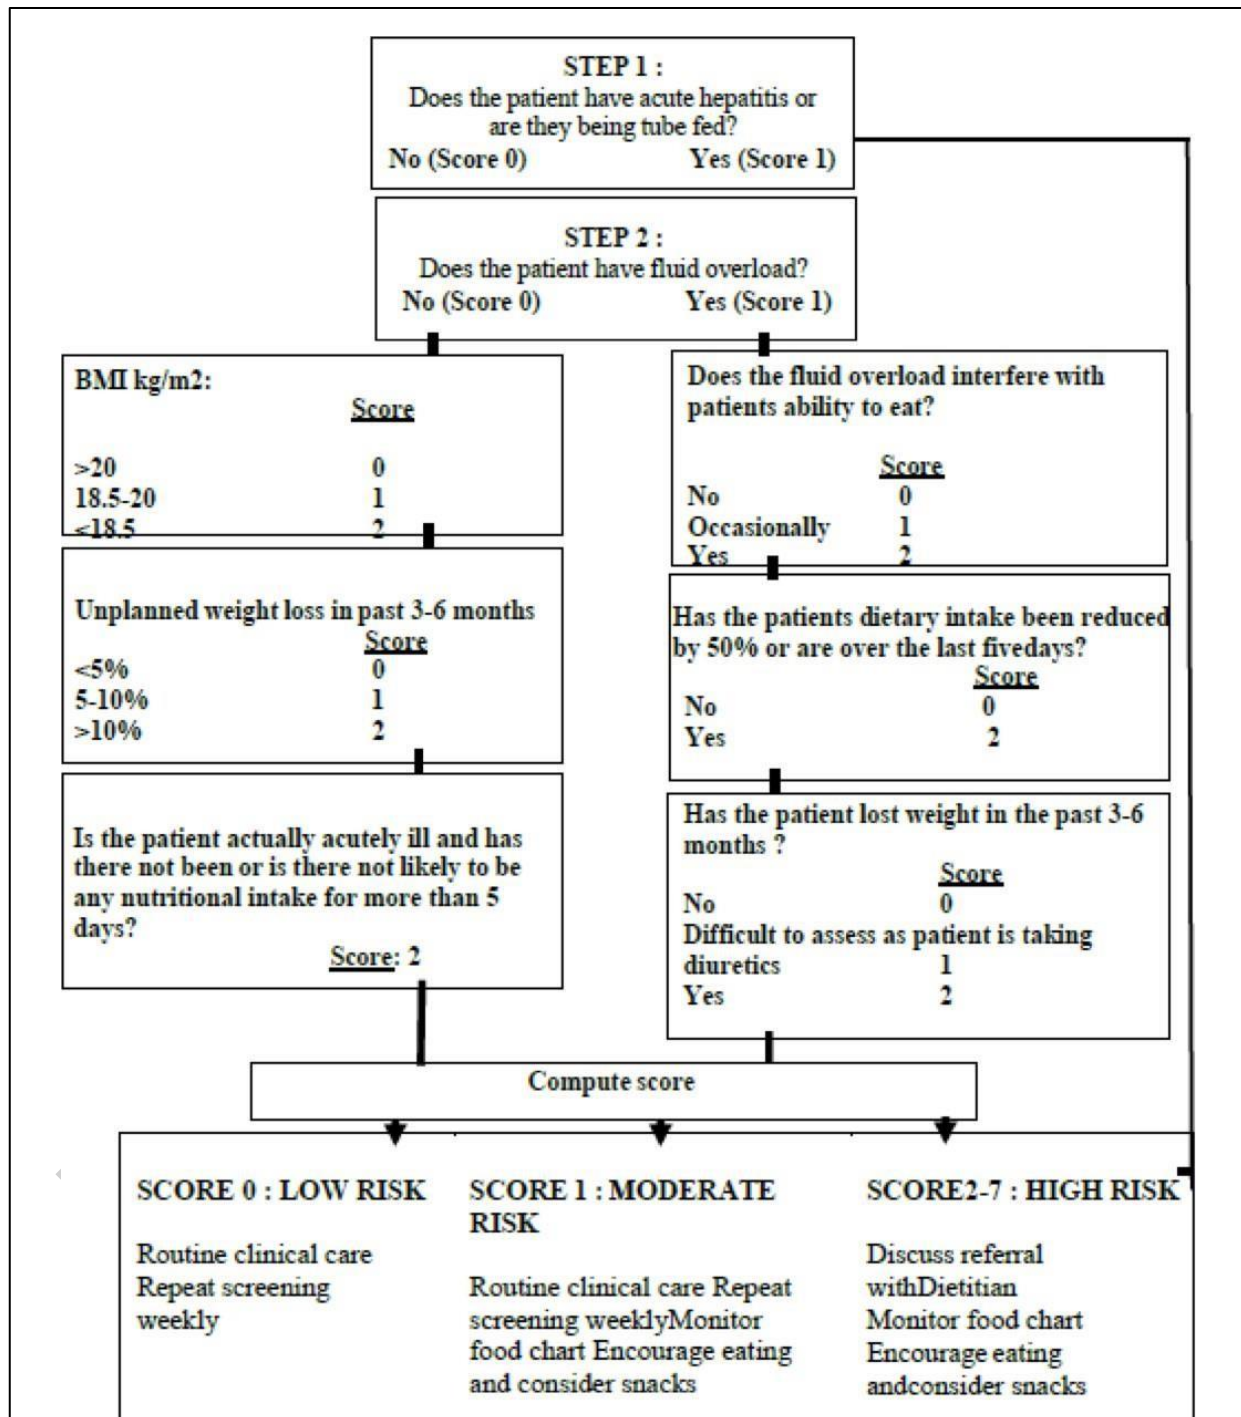 STEP 1 :
Does the patient have acute hepatitis or
are they being tube fed?
No (Score 0) Yes (Score 1)
STEP 2 :
Does the patient have fluid overload?
No (Score 0) Yes (Score 1)
BMI kg/m2:
Score
>20 0
18.5-20 1
<18.5 2
Unplanned weight loss in past 3-6 months
Score
<5% 0
5-10% 1
>10% 2
Is the patient actually acutely ill and has
there not been or is there not likely to be
any nutritional intake for more than 5
days?
Score: 2
Does the fluid overload interfere with
patients ability to eat?
Score
No 0
Occasionally 1
Yes 2
Has the patients dietary intake been reduced
by 50% or are over the last fivedays?
Score
No 0
Yes 2
Has the patient lost weight in the past 3-6
months ?
Score
No 0
Difficult to assess as patient is taking
diuretics 1
Yes 2
Compute score
SCORE 0 : LOW RISK
Routine clinical care
Repeat screening
weekly
SCORE 1 : MODERATE
RISK
Routine clinical care Repeat
screening weeklyMonitor
food chart Encourage eating
and consider snacks
SCORE2-7 : HIGH RISK
Discuss referral
withDietitian
Monitor food chart
Encourage eating
andconsider snacks